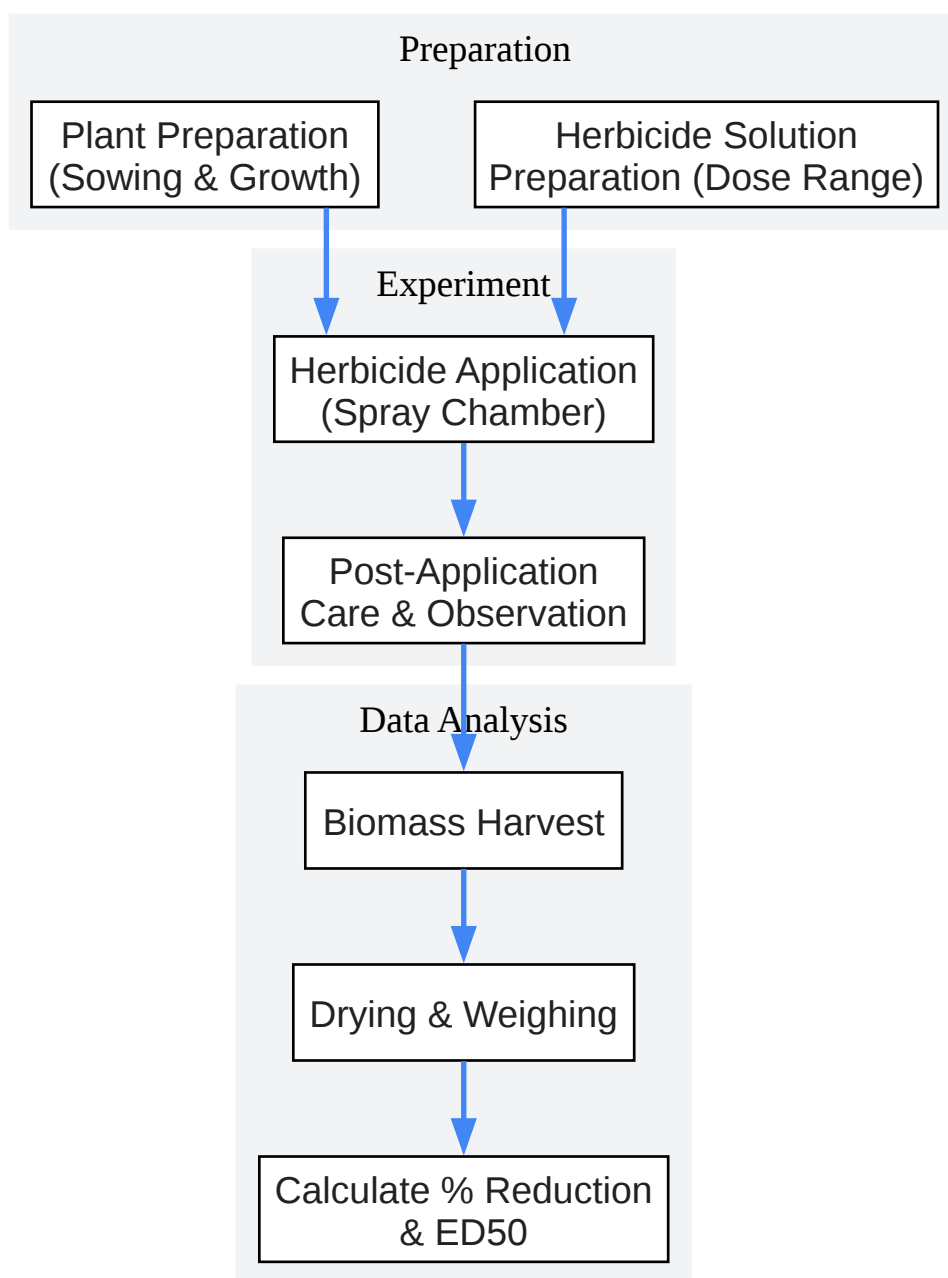 Preparation
Plant Preparation
(Sowing & Growth)
Herbicide Solution
Preparation (Dose Range)
Experiment
Herbicide Application
(Spray Chamber)
Post-Application
Care & Observation
Data Analysis
Biomass Harvest
Drying & Weighing
Calculate % Reduction
& ED50